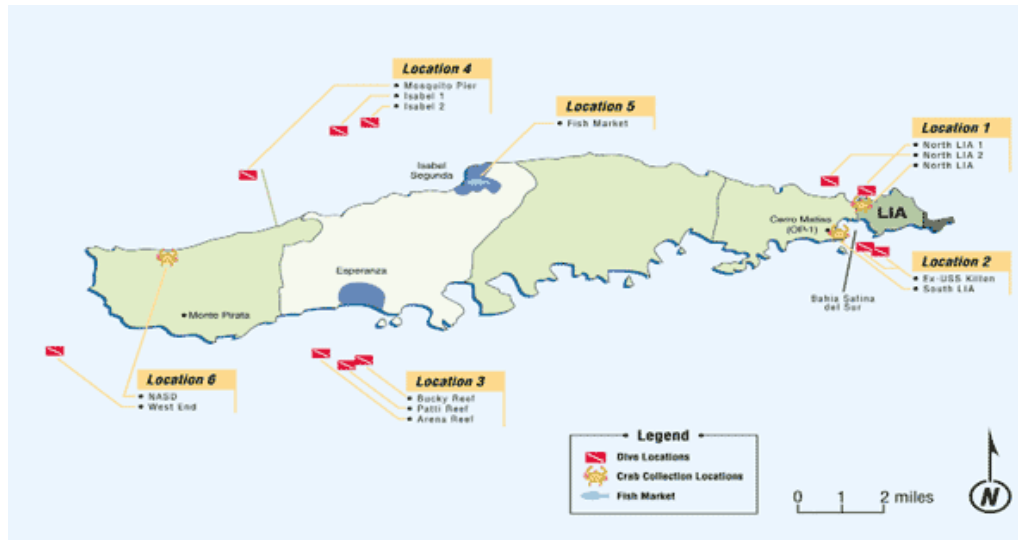 Location 4
Mosquito Pier
Isabel 1
Isabel 2
Location 5
Fish Market
Location 1
North LIA 1
North LIA 2
North LIA
Isabel
Segunda
LIA
Cerro Matias
(OP-1)
Location 2
Ex-USS Killen
South LIA
Bahia Salina
del Sur
Esperanza
Monte Pirata
Location 6
NASD
West End
Location 3
Bucky Reef
Patti Reef
Arena Reef
Legend
Dive Locations
Crab Collection Locations
Fish Market
0 1 2 miles
N